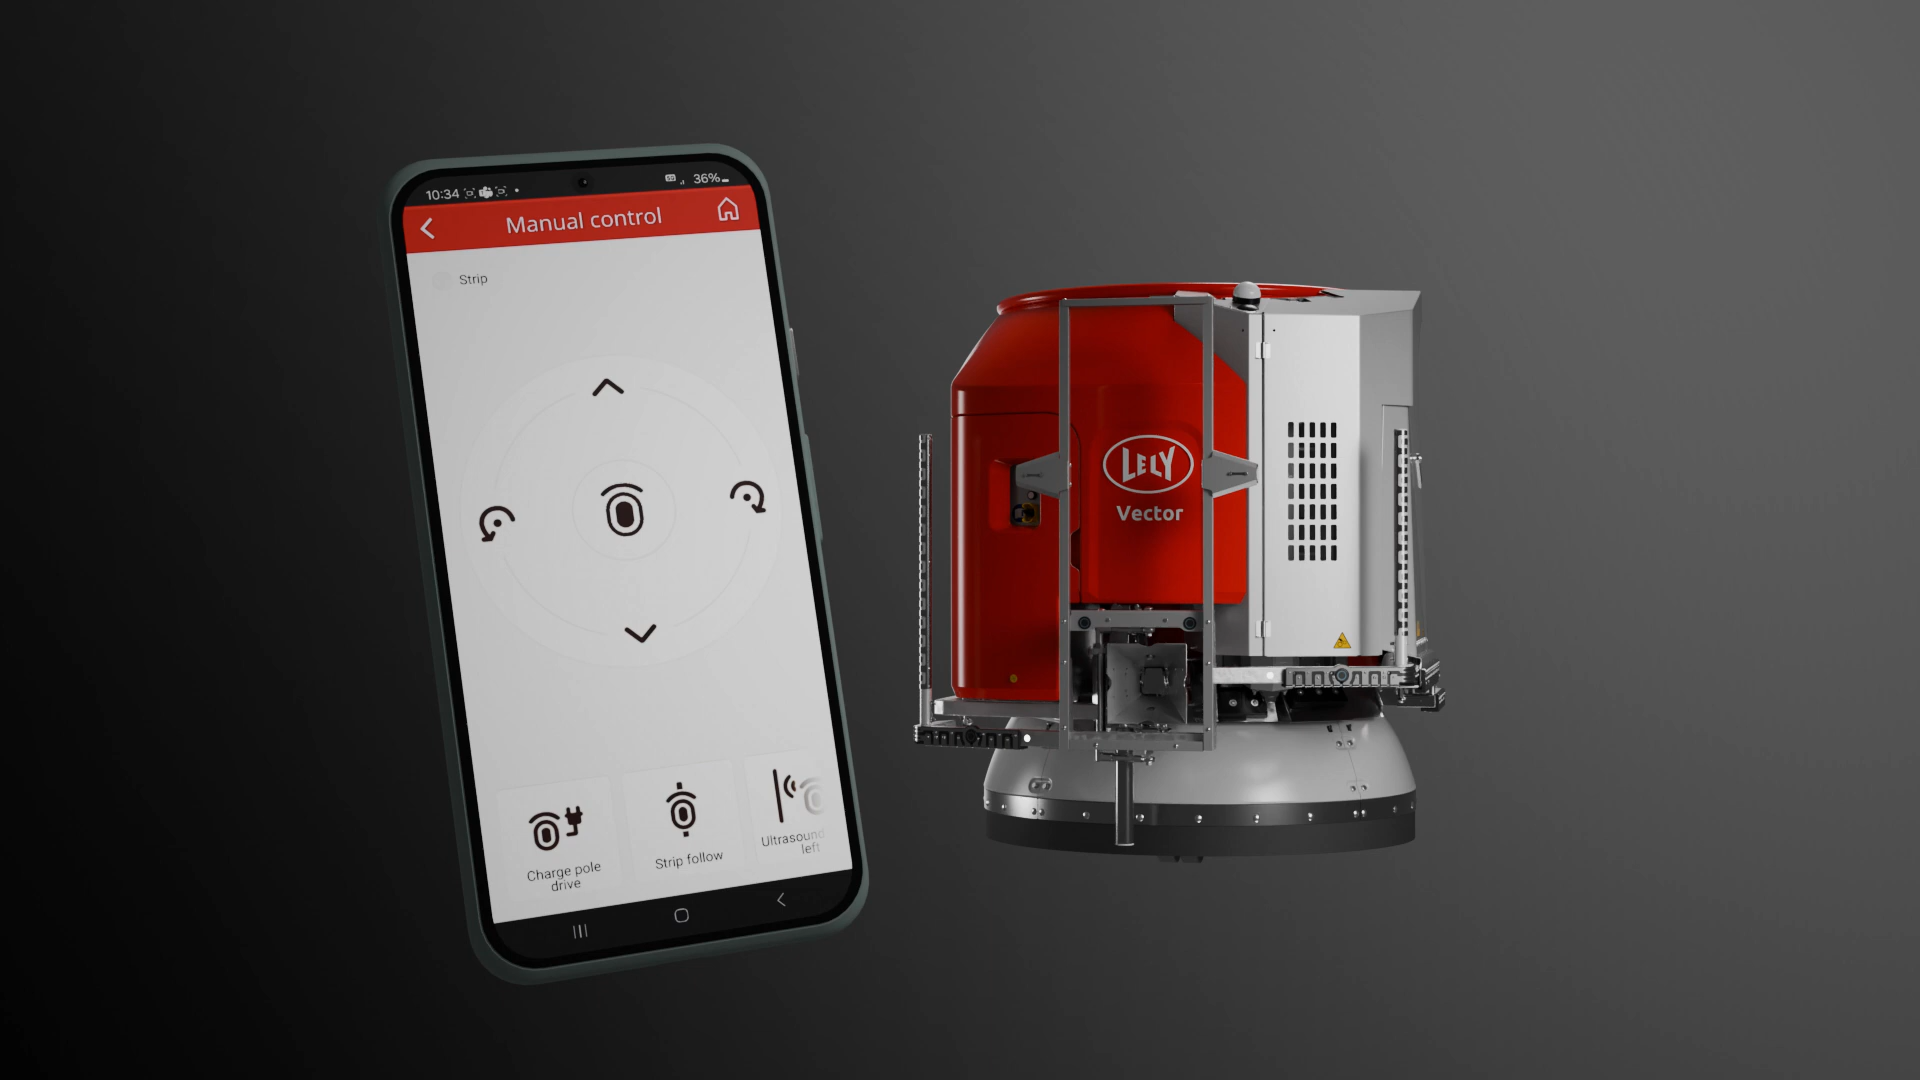 10:34
36%
Manual control
Strip
Charge pole
drive
Strip follow
Ultrasound
left
LELY
Vector